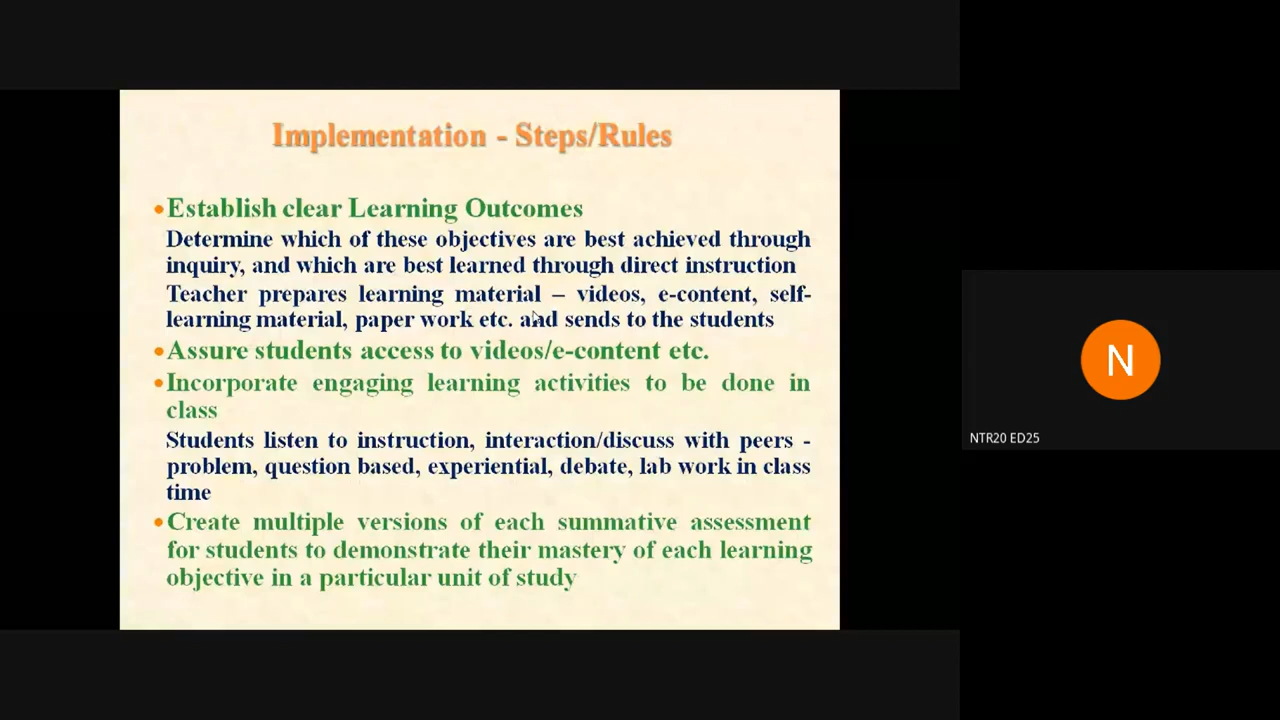 Implementation - Steps/Rules
•Establish clear Learning Outcomes
Determine which of these objectives are best achieved through
inquiry, and which are best learned through direct instruction
Teacher prepares learning material – videos, e-content, self-
learning material, paper work etc. and sends to the students
•Assure students access to videos/e-content etc.
•Incorporate engaging learning activities to be done in
class
Students listen to instruction, interaction/discuss with peers -
problem, question based, experiential, debate, lab work in class
time
•Create multiple versions of each summative assessment
for students to demonstrate their mastery of each learning
objective in a particular unit of study
N
NTR20 ED25